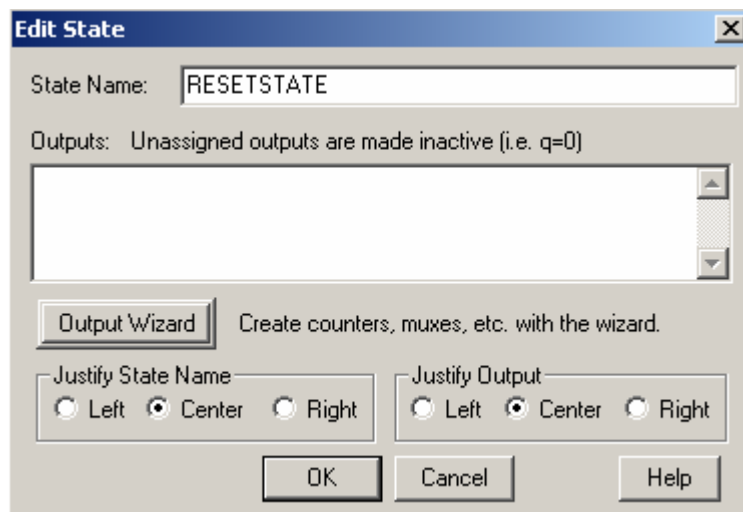 Edit State
State Name: RESETSTATE
Outputs: Unassigned outputs are made inactive (i.e. q=0)
Output Wizard Create counters, muxes, etc. with the wizard.
Justify State Name Justify Output
Left Center Right Left Center Right
OK Cancel Help